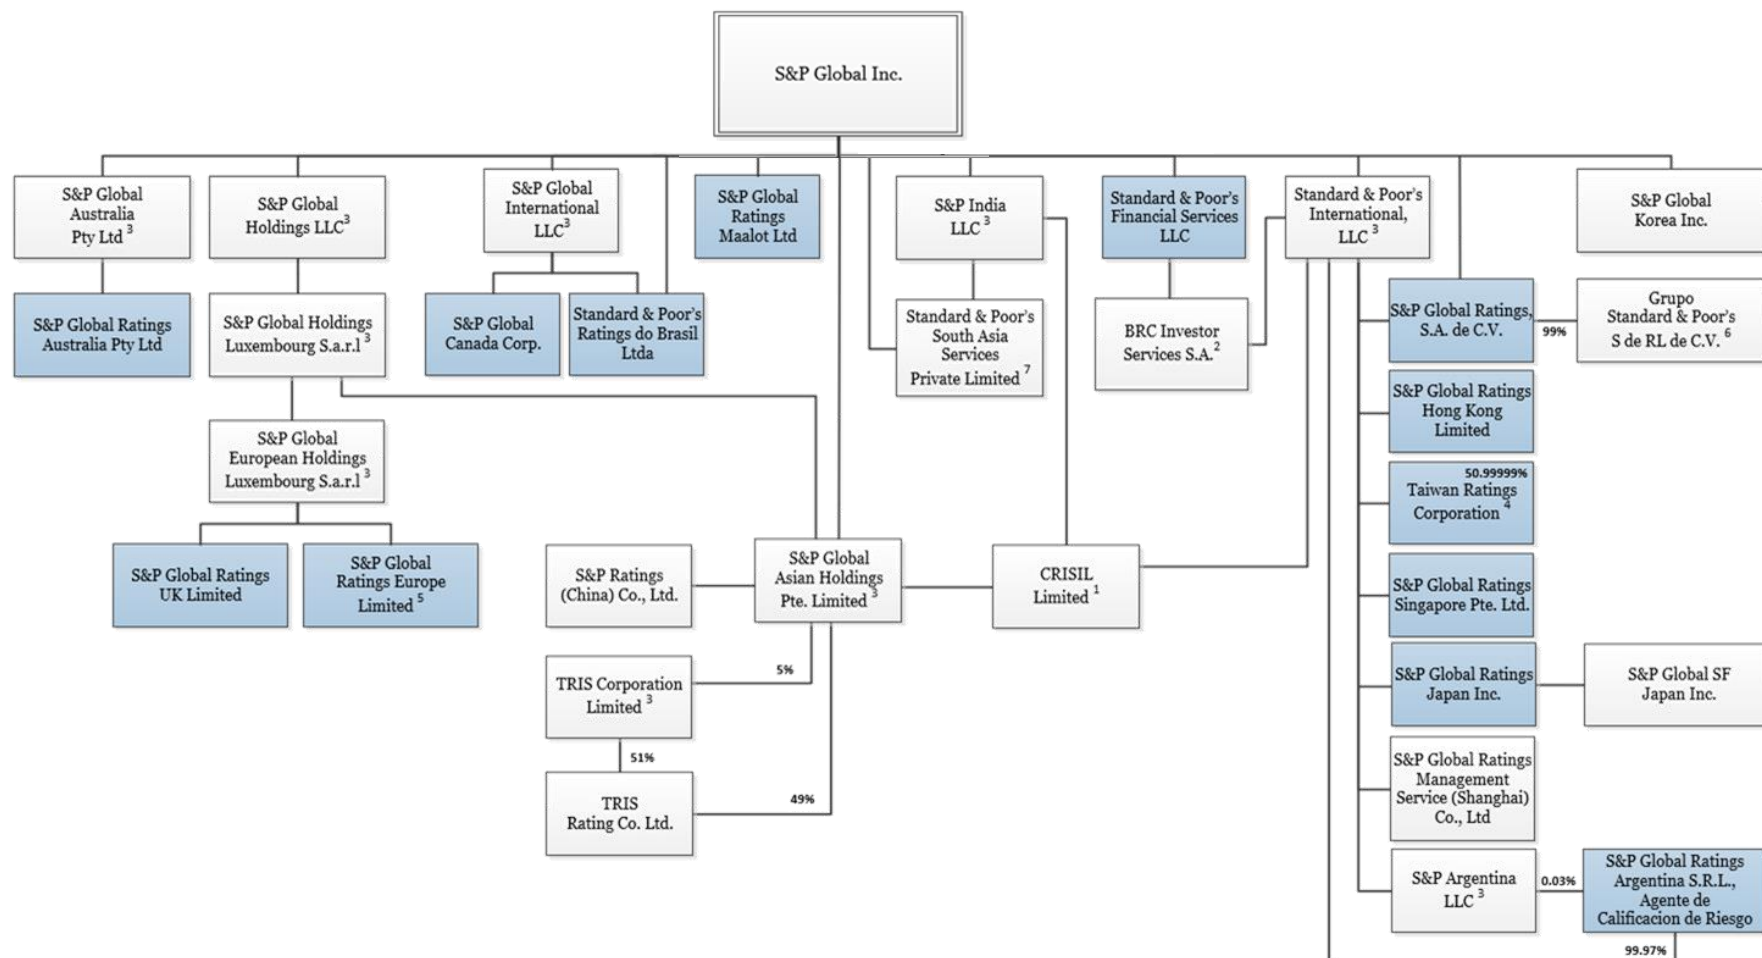 S&P Global Inc.
S&P Global
Australia
Pty Ltd 3
S&P Global
Holdings LLC3
S&P Global
International
LLC3
S&P Global
Ratings
Maalot Ltd
S&P India
LLC 3
Standard & Poor's
Financial Services
LLC
Standard & Poor's
International,
LLC 3
S&P Global
Korea Inc.
S&P Global Ratings
Australia Pty Ltd
S&P Global Holdings
Luxembourg S.a.r.l 3
S&P Global
Canada Corp.
Standard & Poor's
Ratings do Brasil
Ltda
Standard & Poor's
South Asia
Services
Private Limited 7
BRC Investor
Services S.A.2
S&P Global Ratings,
S.A. de C.V.
99%
Grupo
Standard & Poor's
S de RL de C.V. 6
S&P Global Ratings
Hong Kong
Limited
S&P Global
European Holdings
Luxembourg S.a.r.l 3
50.99999%
Taiwan Ratings
Corporation 4
S&P Global Ratings
UK Limited
S&P Global
Ratings Europe
Limited 5
S&P Ratings
(China) Co., Ltd.
S&P Global
Asian Holdings
Pte. Limited 3
CRISIL
Limited 1
S&P Global Ratings
Singapore Pte. Ltd.
TRIS Corporation
Limited 3
5%
S&P Global Ratings
Japan Inc.
S&P Global SF
Japan Inc.
51%
TRIS
Rating Co. Ltd.
49%
S&P Global Ratings
Management
Service (Shanghai)
Co., Ltd
S&P Argentina
LLC 3
0.03%
S&P Global Ratings
Argentina S.R.L.,
Agente de
Calificacion de Riesgo
99.97%